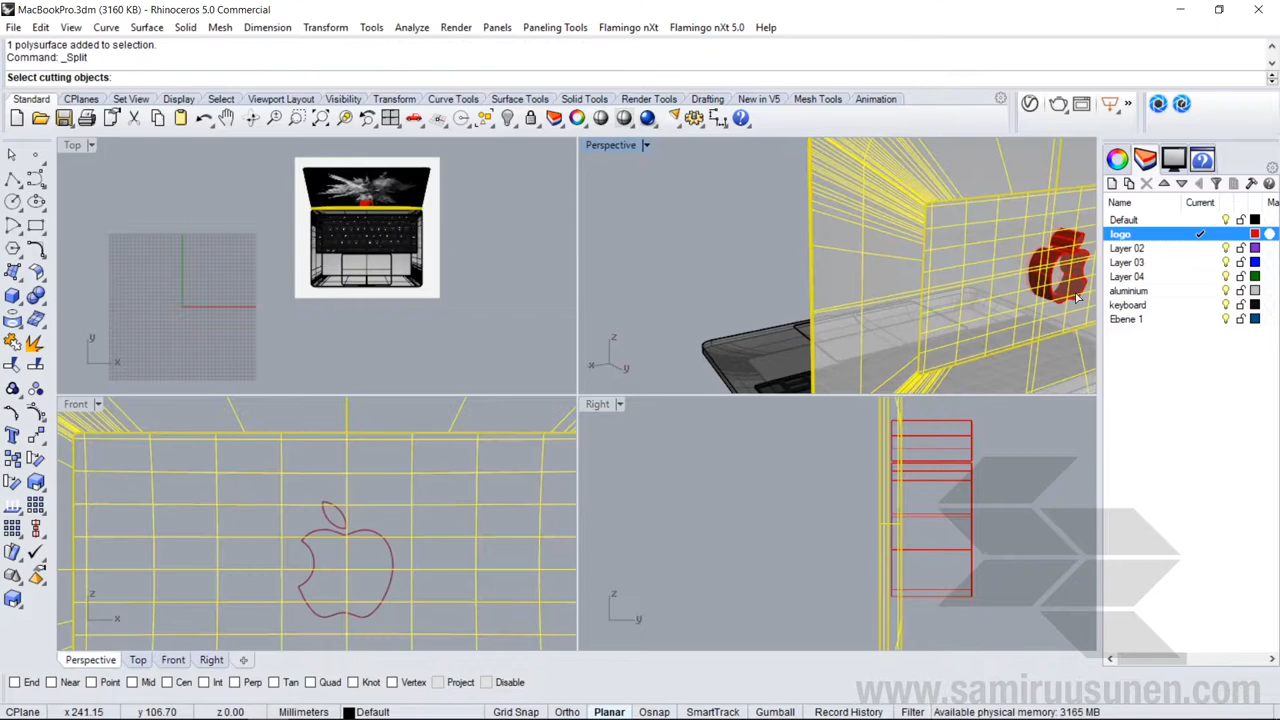 MacBookPro.3dm (3160 KB) - Rhinoceros 5.0 Commercial
File Edit View Curve Surface Solid Mesh Dimension Transform Tools Analyze Render Panels Paneling Tools Flamingo nXt Flamingo nXt 5.0 Help
1 polysurface added to selection.
Command: _Split
Select cutting objects:
Standard CPlanes Set View Display Select Viewport Layout Visibility Transform Curve Tools Surface Tools Solid Tools Render Tools Drafting New in V5 Mesh Tools Animation
Top
Perspective
Name Current Ma
Default
logo
Layer 02
Layer 03
Layer 04
aluminium
keyboard
Ebene 1
y
x
z
x
y
Front
Right
z
x
z
y
Perspective Top Front Right
End Near Point Mid Cen Int Perp Tan Quad Knot Vertex Project Disable
www.samiruusunen.com
CPlane x 241.15 y 106.70 z 0.00 Millimeters Default Grid Snap Ortho Planar Osnap SmartTrack Gumball Record History Filter Available physical memory: 3165 MB